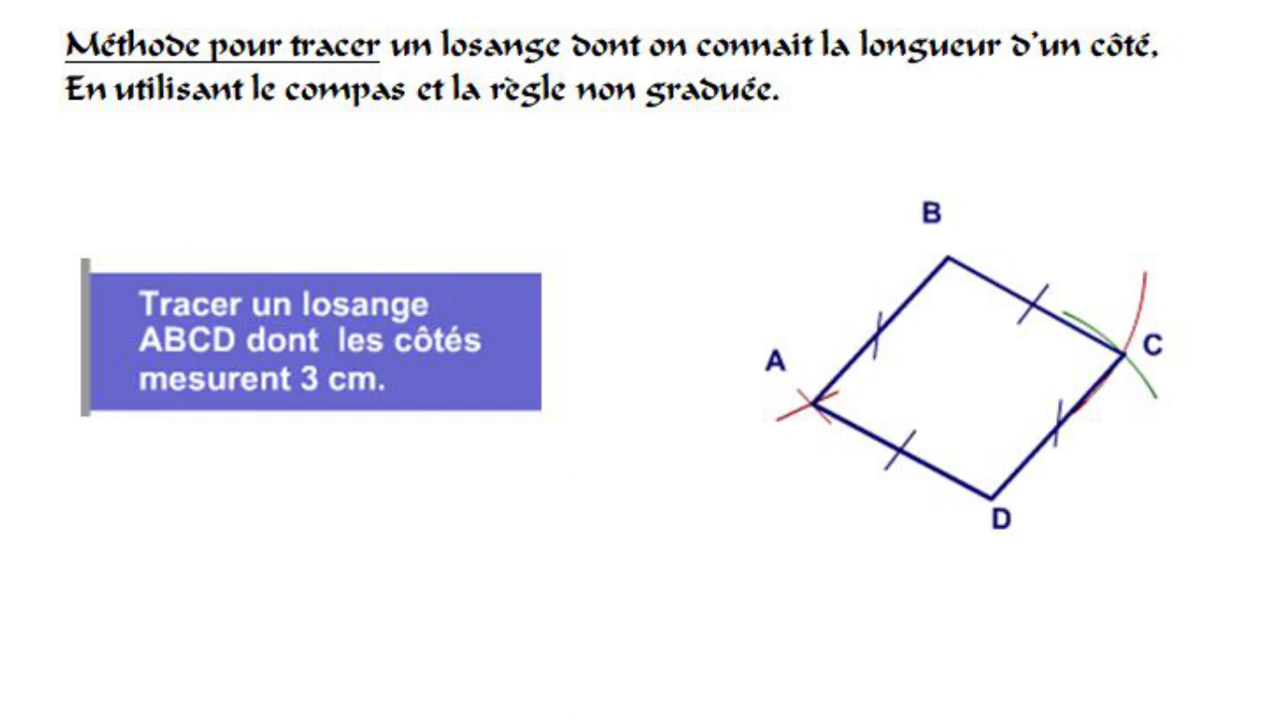 Méthode pour tracer un losange dont on connait la longueur d'un côté.
En utilisant le compas et la règle non graduée.
Tracer un losange
ABCD dont les côtés
mesurent 3 cm.
B
A
C
D